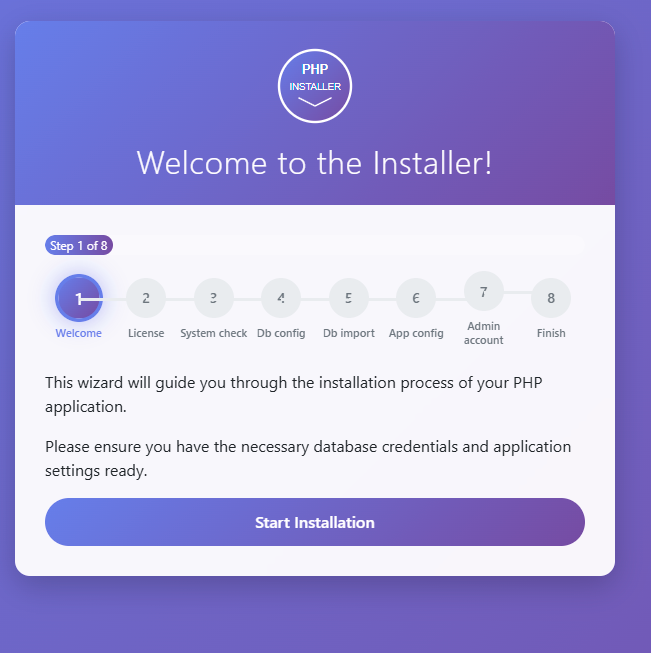 PHP
INSTALLER
Welcome to the Installer!
Step 1 of 8
1 2 3 4 5 6 7 8
Welcome License System check Db config Db import App config Admin account Finish
This wizard will guide you through the installation process of your PHP
application.
Please ensure you have the necessary database credentials and application
settings ready.
Start Installation